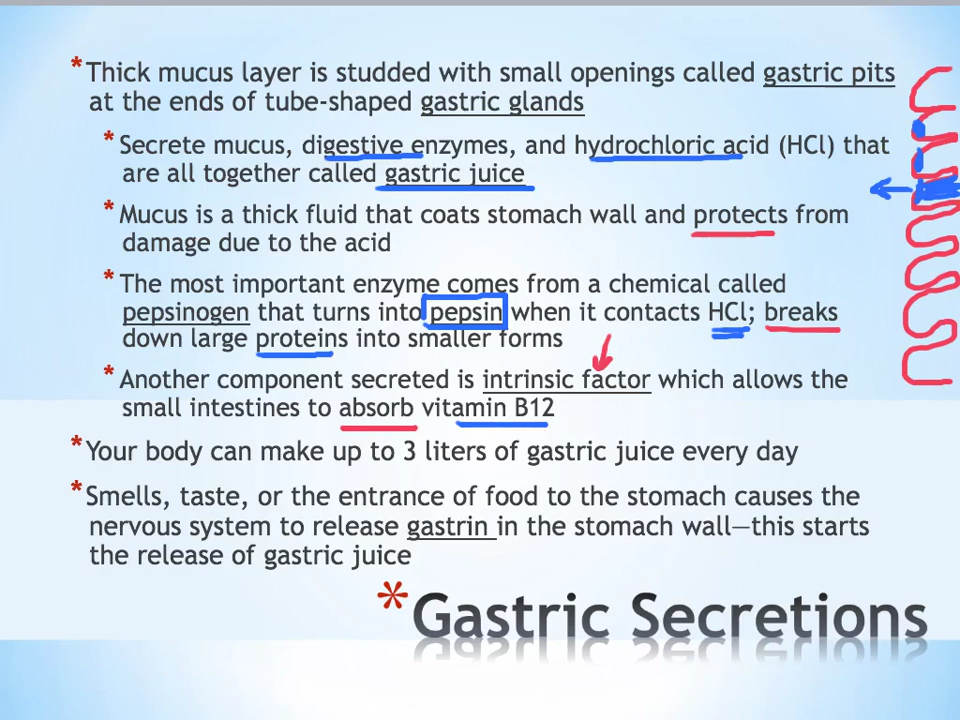 * Thick mucus layer is studded with small openings called gastric pits
at the ends of tube-shaped gastric glands
* Secrete mucus, digestive enzymes, and hydrochloric acid (HCl) that
are all together called gastric juice
* Mucus is a thick fluid that coats stomach wall and protects from
damage due to the acid
* The most important enzyme comes from a chemical called
pepsinogen that turns into pepsin when it contacts HCl; breaks
down large proteins into smaller forms
* Another component secreted is intrinsic factor which allows the
small intestines to absorb vitamin B12
* Your body can make up to 3 liters of gastric juice every day
* Smells, taste, or the entrance of food to the stomach causes the
nervous system to release gastrin in the stomach wall—this starts
the release of gastric juice
* Gastric Secretions